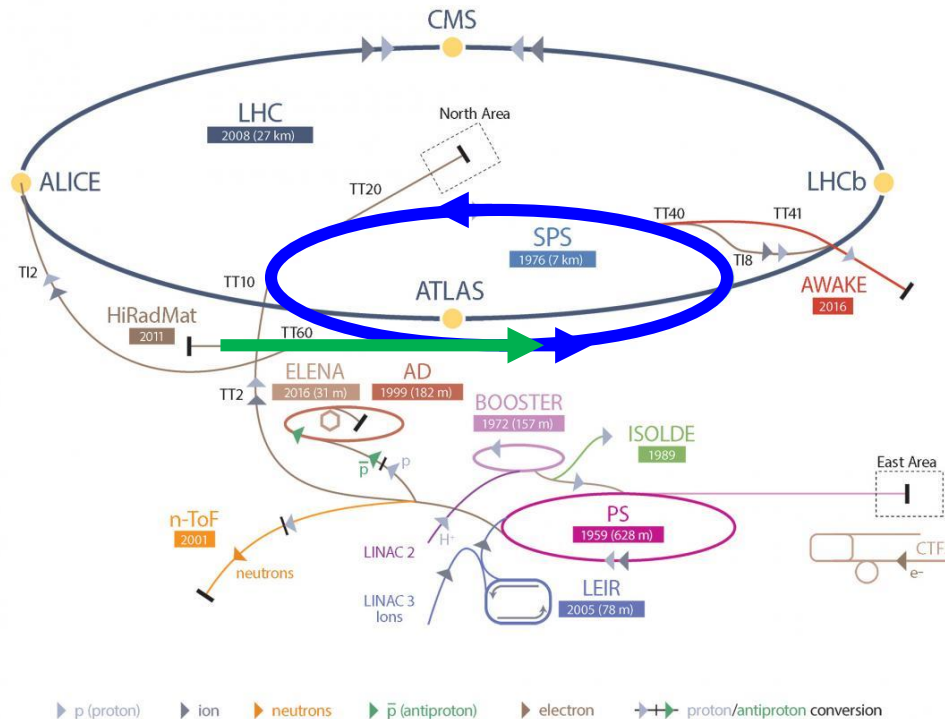 CMS
LHC
2008 (27 km)
North Area
ALICE
TT20
LHCb
TT40
TT41
SPS
1976 (7 km)
TI2
TT10
TI8
ATLAS
AWAKE
2016
HiRadMat
2011
TT60
ELENA
2016 (31 m)
AD
1999 (182 m)
TT2
BOOSTER
1972 (157 m)
ISOLDE
1989
p
p̅
East Area
n-ToF
2001
PS
1959 (628 m)
H⁺
LINAC 2
neutrons
CTF
e-
LINAC 3
Ions
LEIR
2005 (78 m)
p (proton)
ion
neutrons
p̅ (antiproton)
electron
proton/antiproton conversion